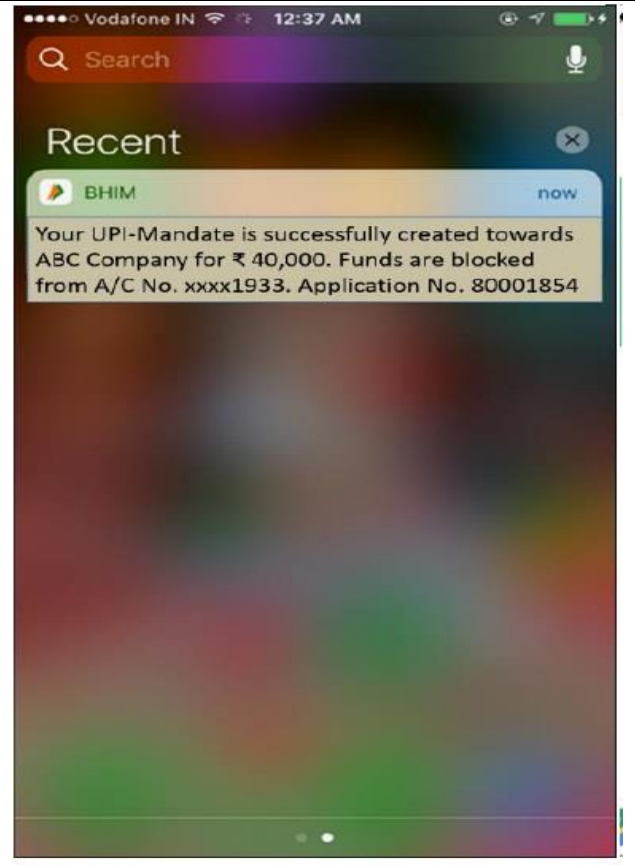 Vodafone IN 12:37 AM
Search
Recent
BHIM now
Your UPI-Mandate is successfully created towards
ABC Company for ₹ 40,000. Funds are blocked
from A/C No. xxxx1933. Application No. 80001854